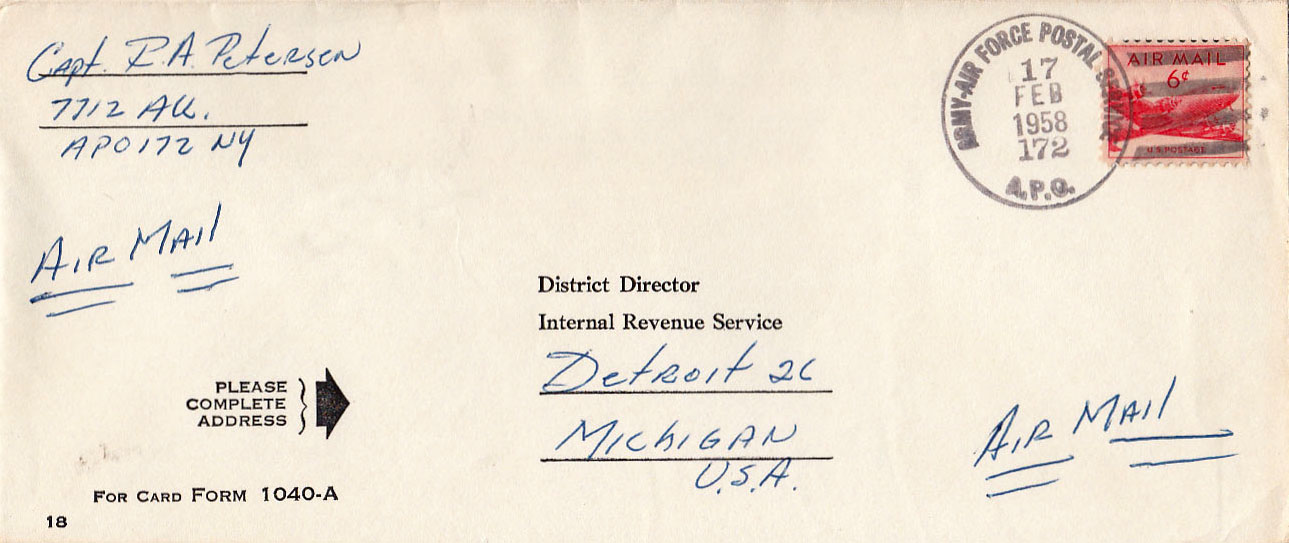 Capt. R.A. Petersen
7712 AU.
APO 172 NY
AIR MAIL
ARMY-AIR FORCE POSTAL SERVICE
17
FEB
1958
172
A.P.O.
AIR MAIL
6¢
U.S. POSTAGE
District Director
Internal Revenue Service
Detroit 26
MICHIGAN
U.S.A.
PLEASE
COMPLETE
ADDRESS
AIR MAIL
FOR CARD FORM 1040-A
18